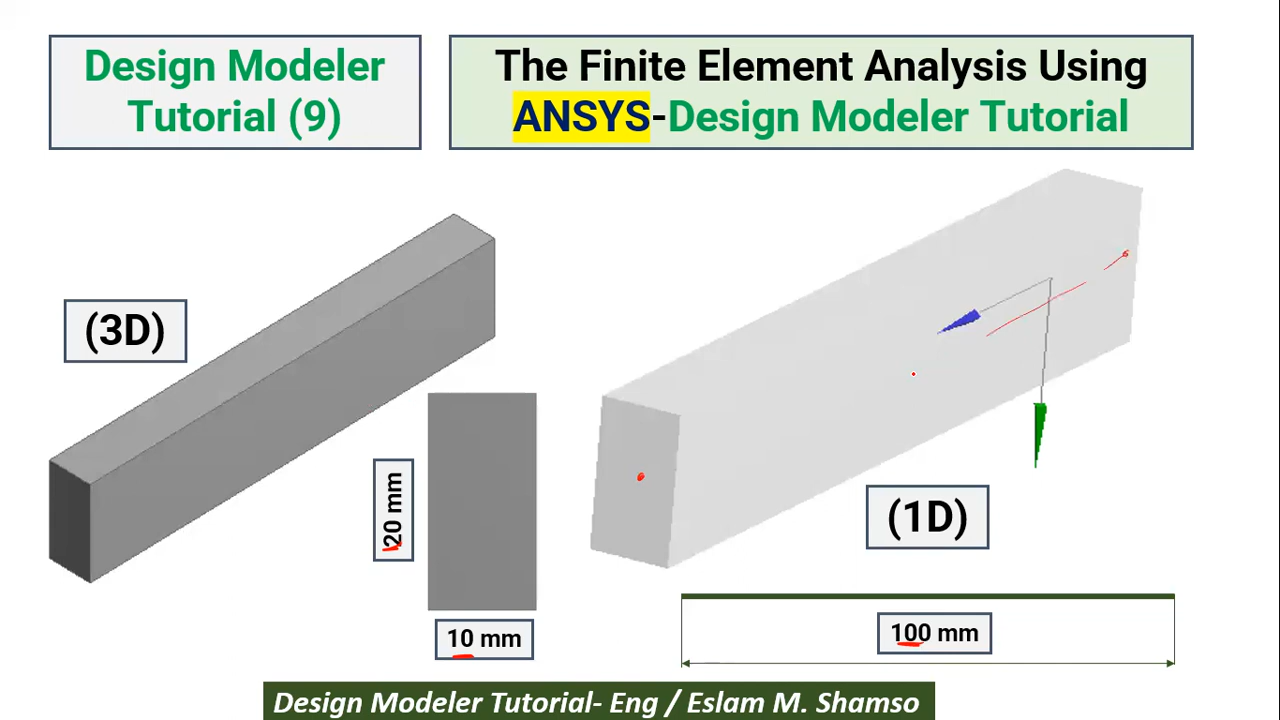 Design Modeler
Tutorial (9)
The Finite Element Analysis Using
ANSYS-Design Modeler Tutorial
(3D)
20 mm
10 mm
(1D)
100 mm
Design Modeler Tutorial- Eng / Eslam M. Shamso